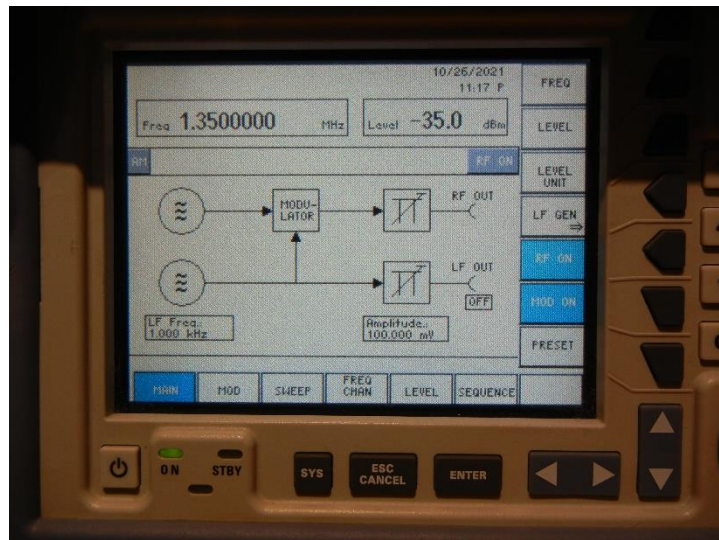 10/26/2021
11:17 P
Freq 1.3500000 MHz
Level -35.0 dBm
AM
RF ON
MODU-
LATOR
RF OUT
LF OUT
OFF
LF Freq.:
1.000 kHz
Amplitude.:
100.000 mV
FREQ
LEVEL
LEVEL
UNIT
LF GEN
RF ON
MOD ON
PRESET
MAIN
MOD
SWEEP
FREQ
CHAN
LEVEL
SEQUENCE
ON
STBY
SYS
ESC
CANCEL
ENTER